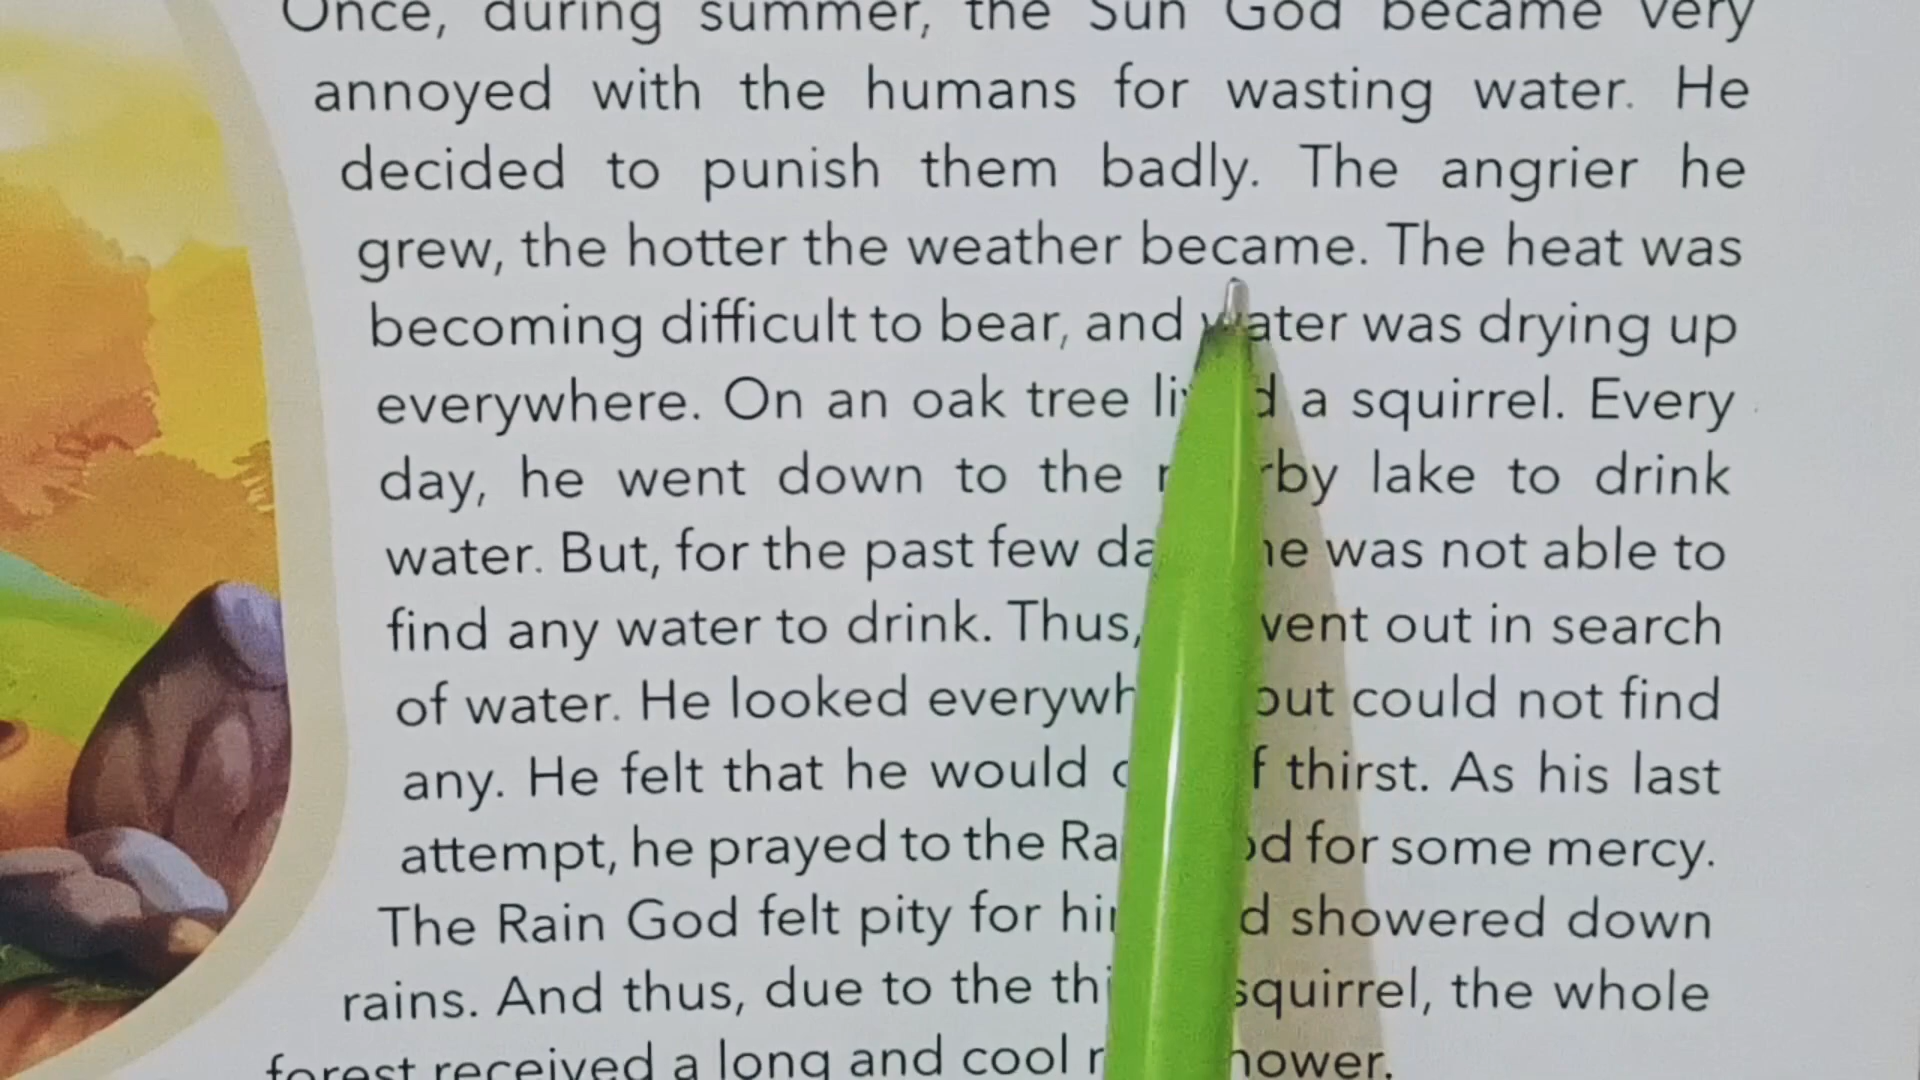 Once, during summer, the Sun God became very
annoyed with the humans for wasting water. He
decided to punish them badly. The angrier he
grew, the hotter the weather became. The heat was
becoming difficult to bear, and water was drying up
everywhere. On an oak tree lived a squirrel. Every
day, he went down to the nearby lake to drink
water. But, for the past few days he was not able to
find any water to drink. Thus, went out in search
of water. He looked everywhere but could not find
any. He felt that he would of thirst. As his last
attempt, he prayed to the Rain God for some mercy.
The Rain God felt pity for him and showered down
rains. And thus, due to the squirrel, the whole
forest received a long and cool shower.